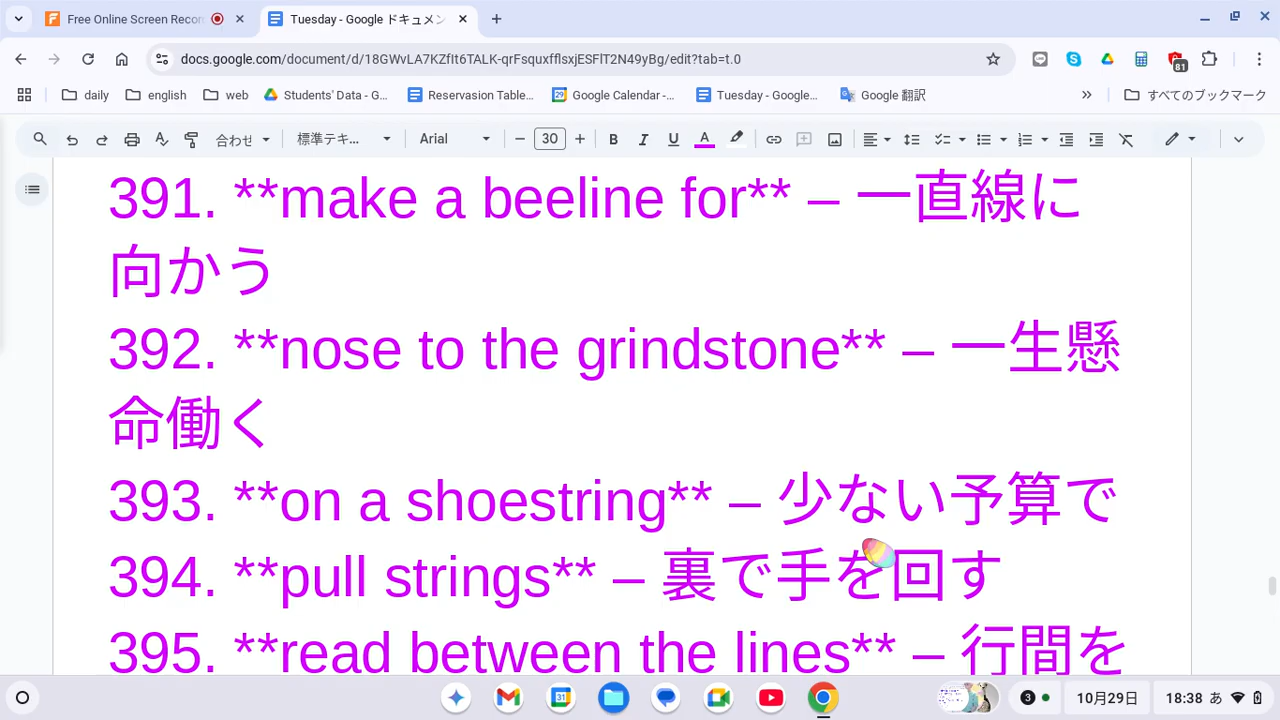 Free Online Screen Recor
Tuesday - Google ドキュメン
docs.google.com/document/d/
edit?tab=t.0
81
daily
english
web
Students' Data - G...
Reservasion Table...
Google Calendar -...
Tuesday - Google...
Google 翻訳
すべてのブックマーク
合わせ
標準テキ...
Arial
30
391. **make a beeline for** – 一直線に
向かう
392. **nose to the grindstone** – 一生懸
命働く
393. **on a shoestring** – 少ない予算で
394. **pull strings** – 裏で手を回す
395. **read between the lines** – 行間を
31
3
10月29日
18:38 あ